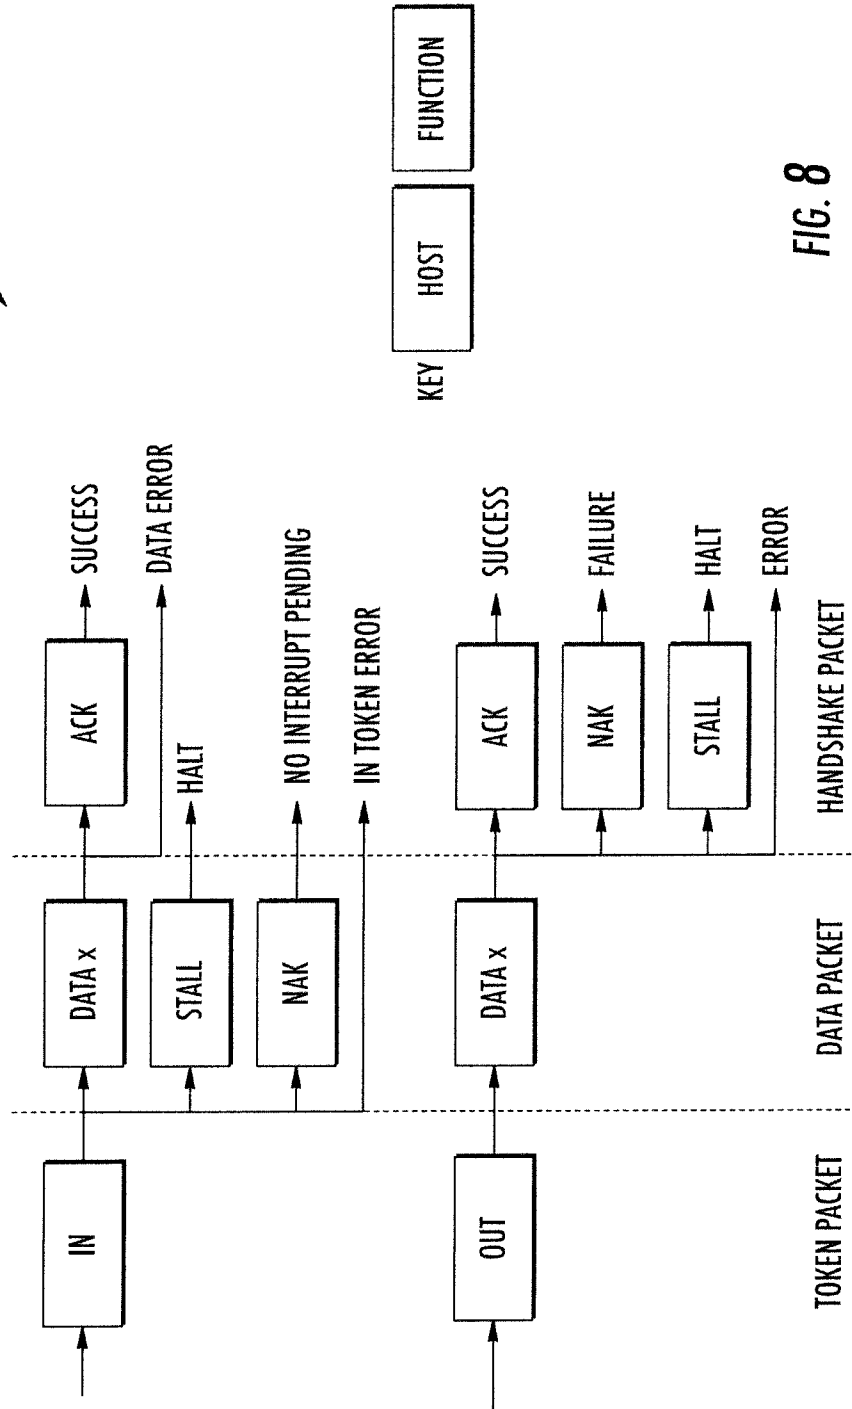 IN
DATA x
ACK
SUCCESS
DATA ERROR
STALL
HALT
NAK
NO INTERRUPT PENDING
IN TOKEN ERROR
KEY
HOST
FUNCTION
OUT
DATA x
ACK
SUCCESS
NAK
FAILURE
STALL
HALT
ERROR
TOKEN PACKET
DATA PACKET
HANDSHAKE PACKET
FIG. 8